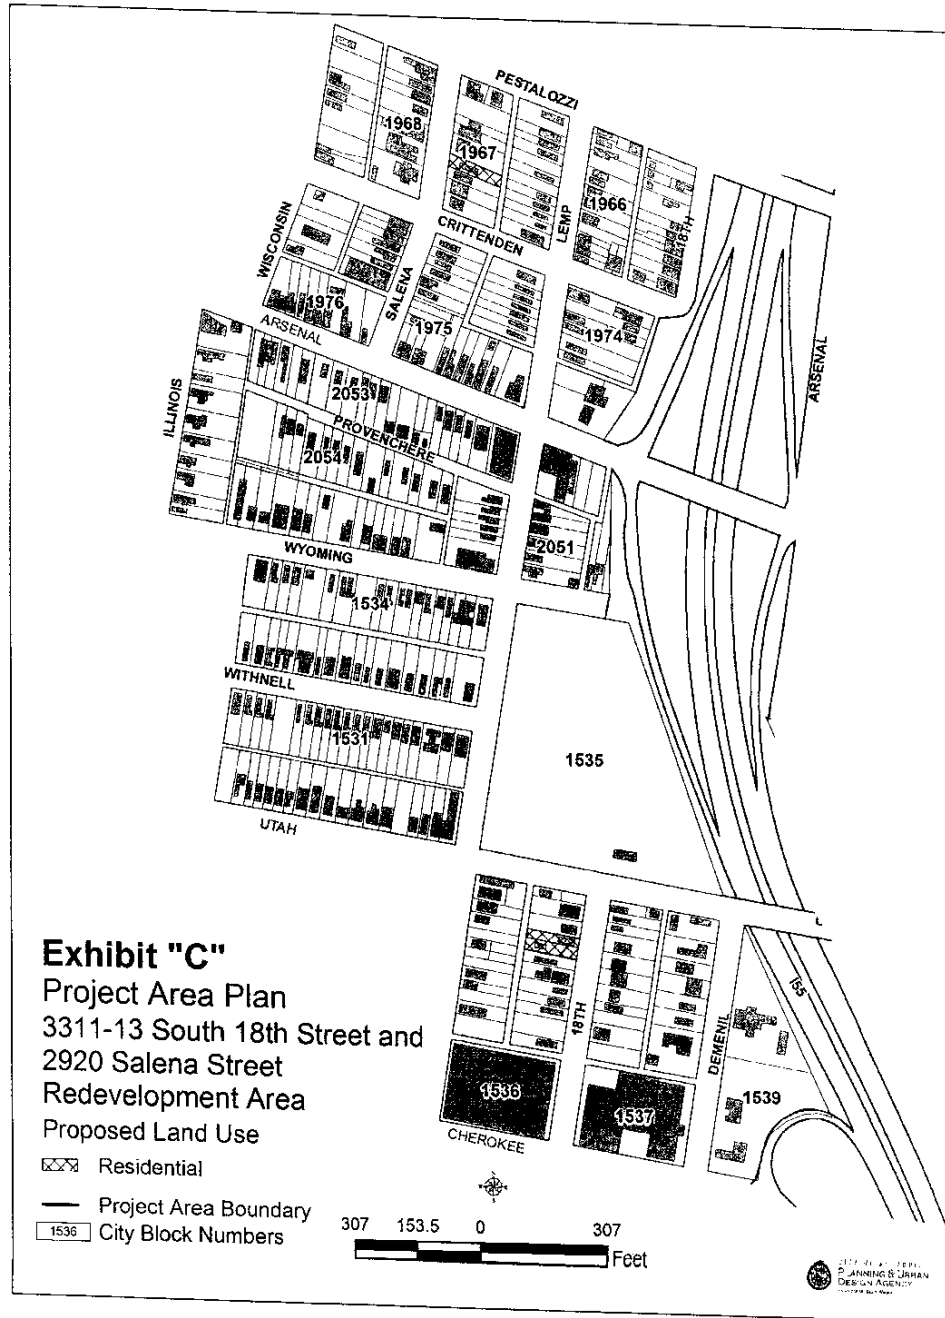 PESTALOZZI
1968
1967
1966
LEMP
18TH
CRITTENDEN
WISCONSIN
SALENA
1976
1975
1974
ARSENAL
ARSENAL
ILLINOIS
2053
PROVENCHERE
2054
2051
WYOMING
1534
WITHNELL
1531
1535
UTAH
Exhibit "C"
Project Area Plan
3311-13 South 18th Street and
2920 Salena Street
Redevelopment Area
Proposed Land Use
Residential
Project Area Boundary
1536 City Block Numbers
I55
18TH
DEMENIL
1536
1537
1539
CHEROKEE
307 153.5 0 307
Feet
PLANNING & URBAN
DESIGN AGENCY